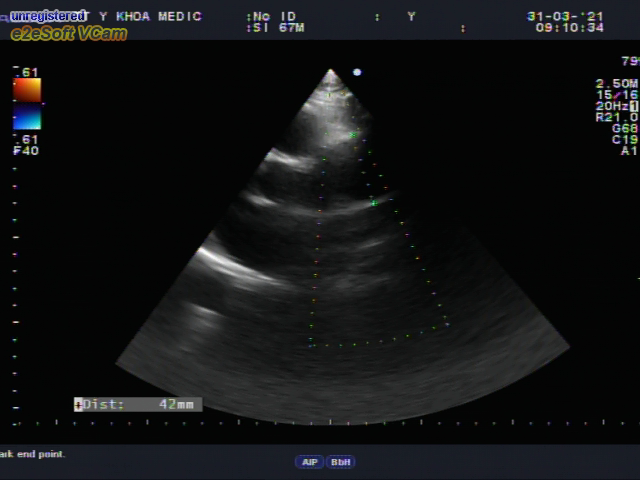 unregistered T Y KHOA MEDIC :No ID : Y 31-03-'21
e2eSoft VCam :SI 67M : 09:10:34
.61
.61
F40
79
2.50M
15/16
20Hz1
R21.0
G68
C19
A1
+Dist: 42mm
ark end point.
AIP BbH